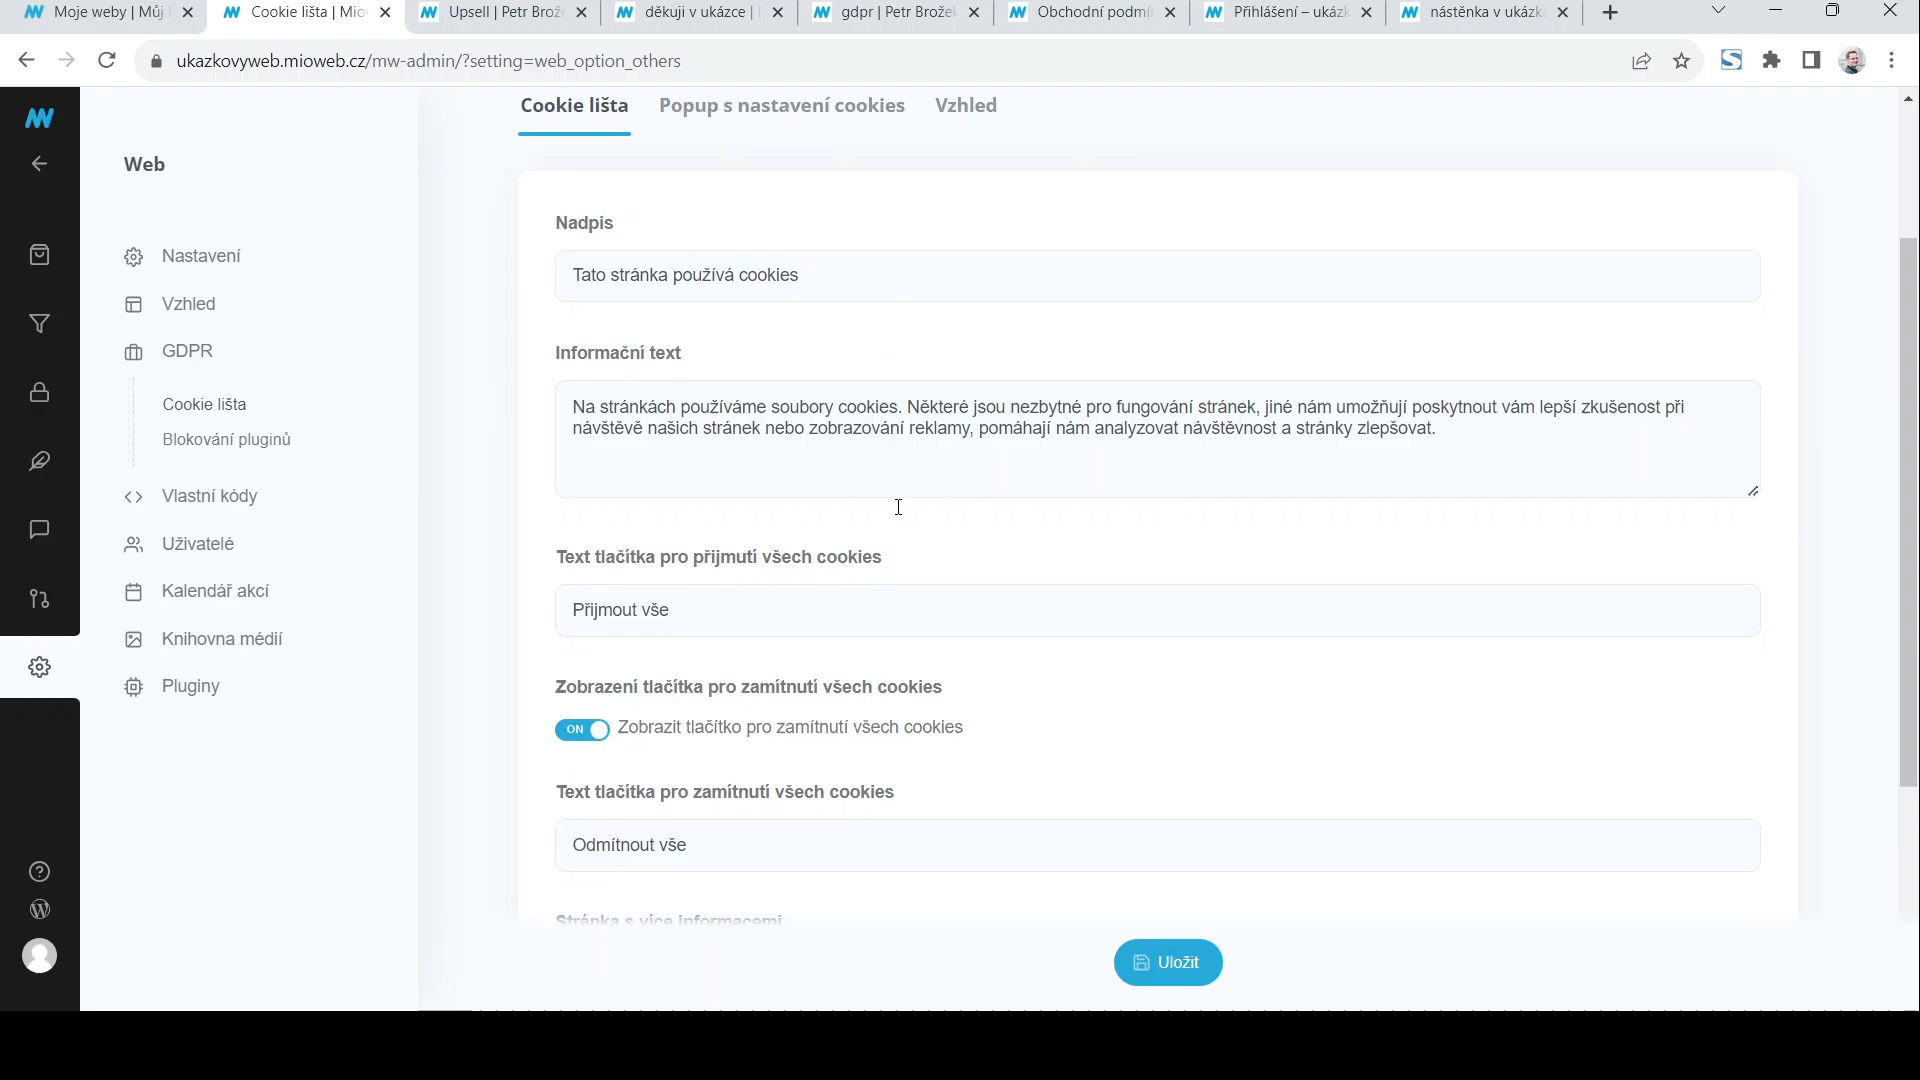 Moje weby | Můj
Cookie lišta | Mio
Upsell | Petr Brože
děkuji v ukázce |
gdpr | Petr Brožek
Obchodní podmí
Přihlášení – ukázk
nástěnka v ukázk
ukazkovyweb.mioweb.cz/mw-admin/?setting=web_option_others
Cookie lišta
Popup s nastavení cookies
Vzhled
Web
Nastavení
Vzhled
GDPR
Cookie lišta
Blokování pluginů
Vlastní kódy
Uživatelé
Kalendář akcí
Knihovna médií
Pluginy
Nadpis
Tato stránka používá cookies
Informační text
Na stránkách používáme soubory cookies. Některé jsou nezbytné pro fungování stránek, jiné nám umožňují poskytnout vám lepší zkušenost při
návštěvě našich stránek nebo zobrazování reklamy, pomáhají nám analyzovat návštěvnost a stránky zlepšovat.
Text tlačítka pro přijmutí všech cookies
Přijmout vše
Zobrazení tlačítka pro zamítnutí všech cookies
ON
Zobrazit tlačítko pro zamítnutí všech cookies
Text tlačítka pro zamítnutí všech cookies
Odmítnout vše
Stránka s více informacemi
Uložit